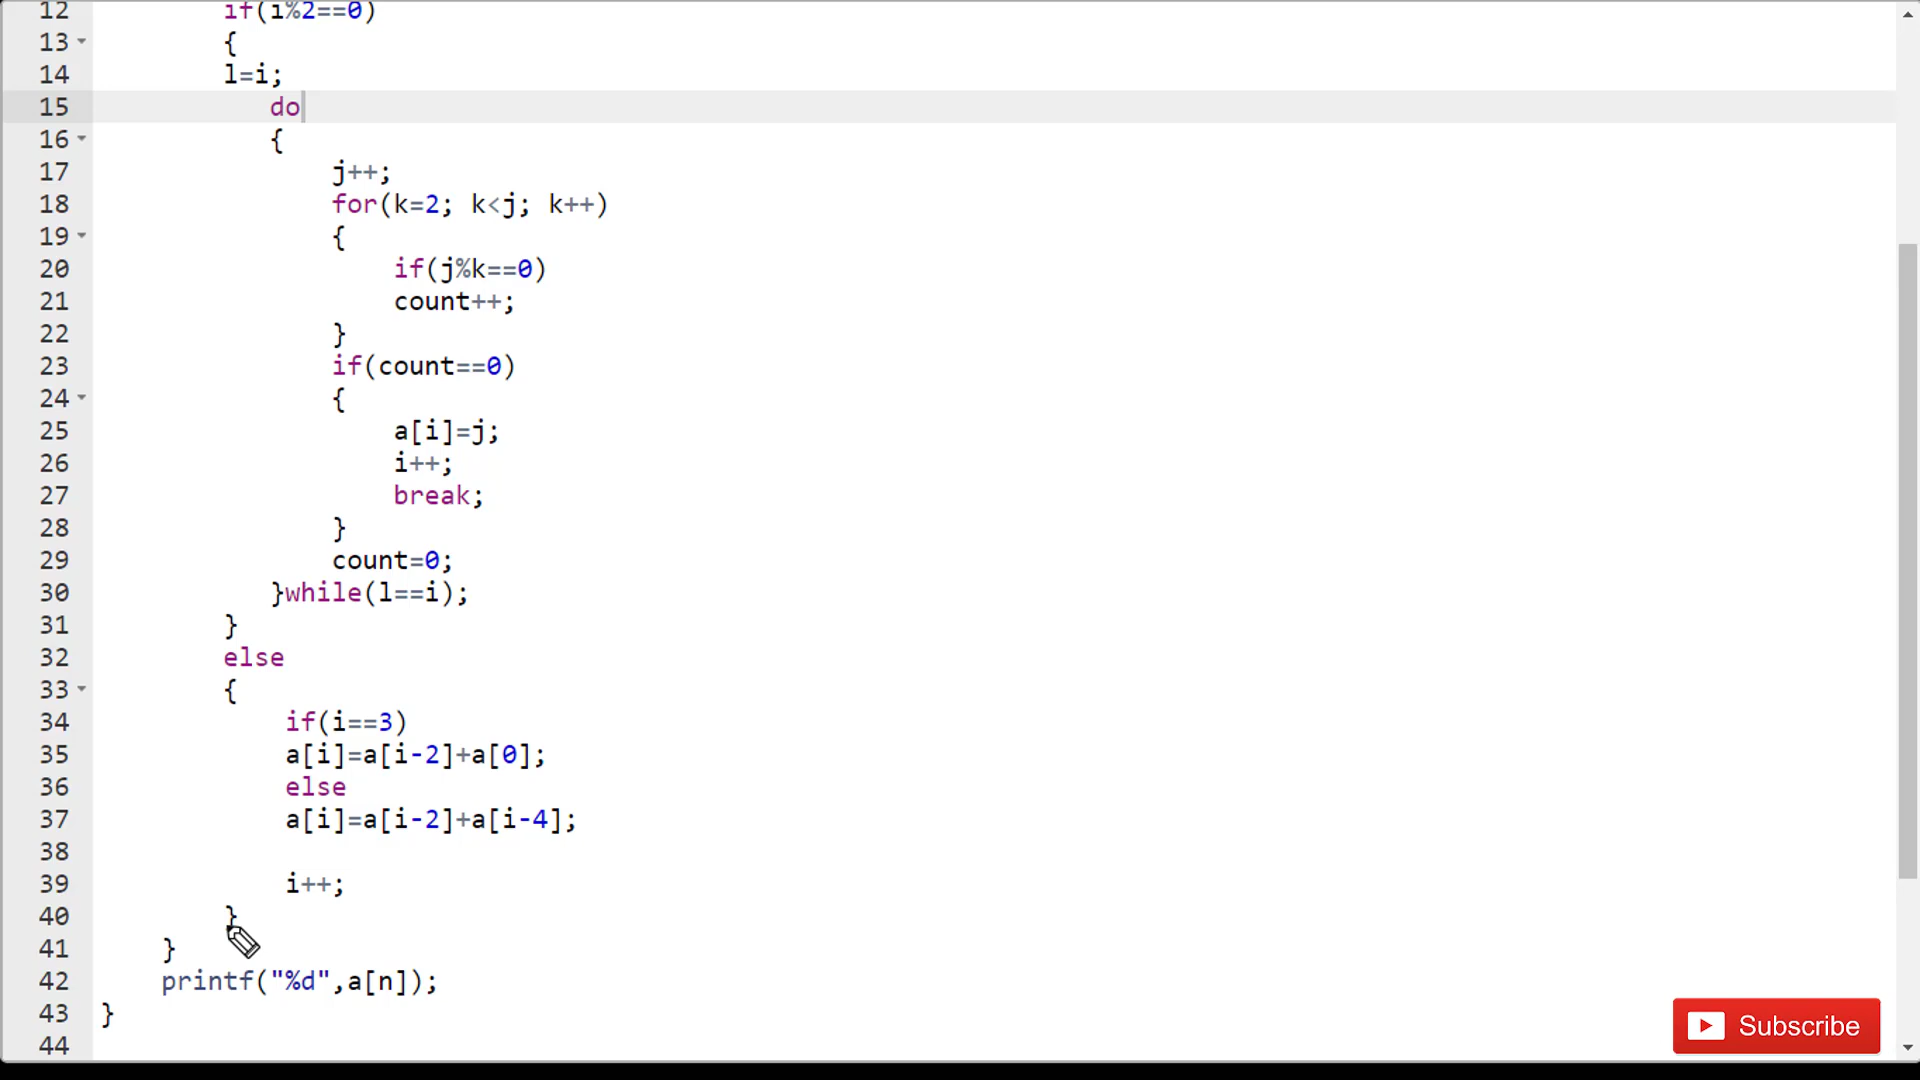 12 if(i%2==0)
13 {
14 l=i;
15 do
16 {
17 j++;
18 for(k=2; k<j; k++)
19 {
20 if(j%k==0)
21 count++;
22 }
23 if(count==0)
24 {
25 a[i]=j;
26 i++;
27 break;
28 }
29 count=0;
30 }while(l==i);
31 }
32 else
33 {
34 if(i==3)
35 a[i]=a[i-2]+a[0];
36 else
37 a[i]=a[i-2]+a[i-4];
38
39 i++;
40 }
41 }
42 printf("%d",a[n]);
43 }
44
Subscribe